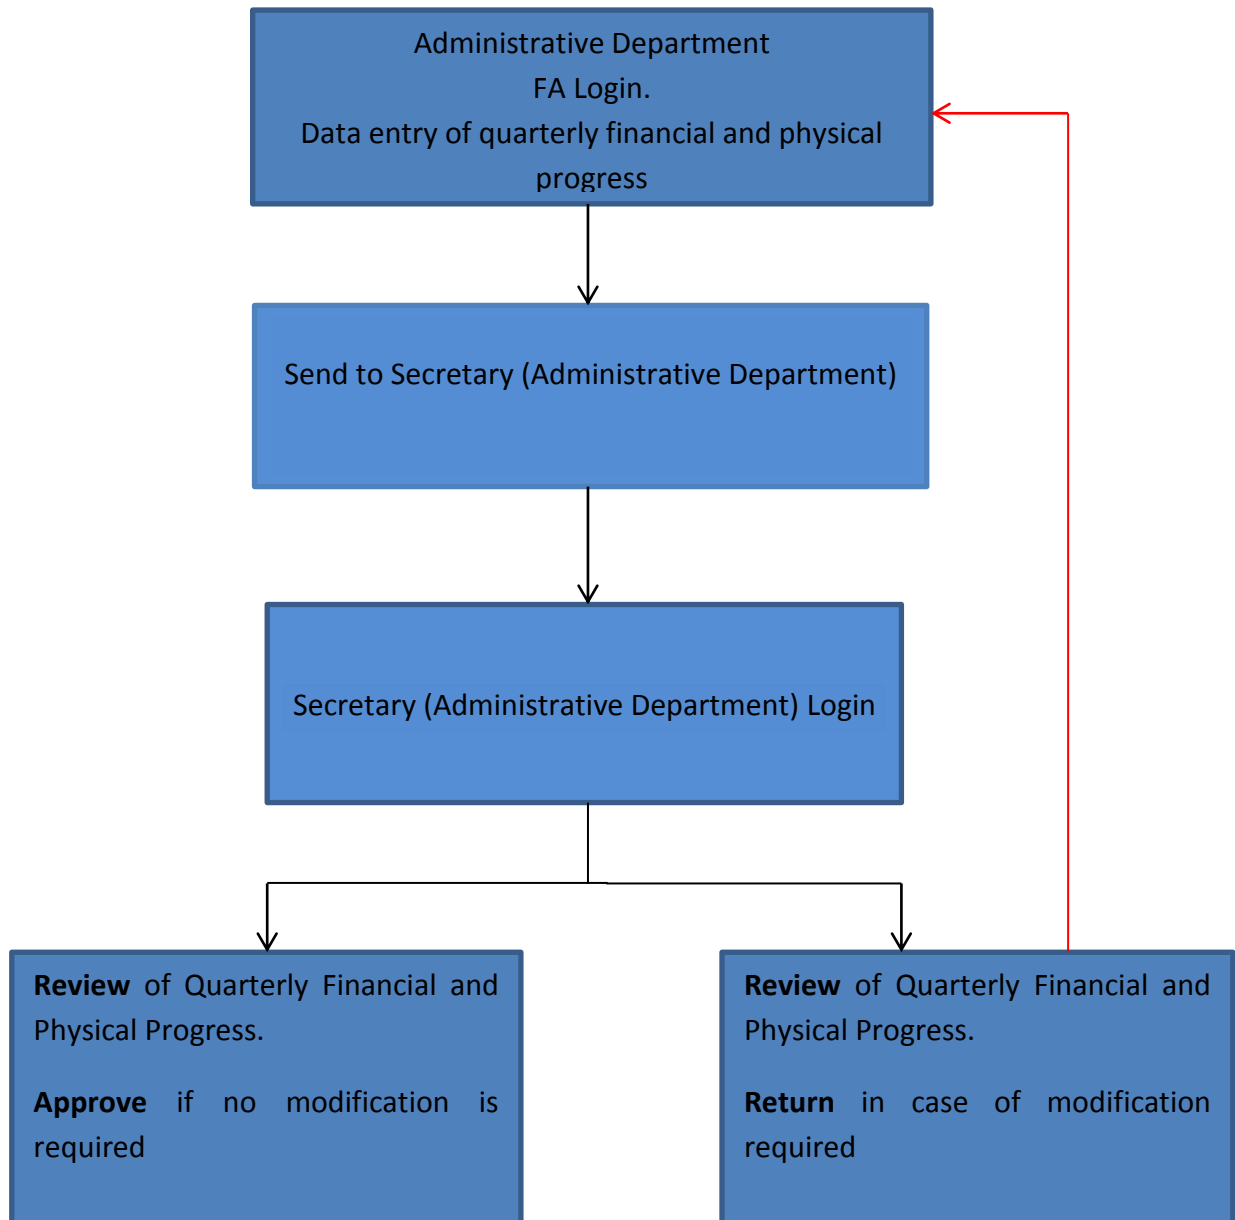 Administrative Department
FA Login.
Data entry of quarterly financial and physical
progress
Send to Secretary (Administrative Department)
Secretary (Administrative Department) Login
Review of Quarterly Financial and
Physical Progress.
Approve if no modification is
required
Review of Quarterly Financial and
Physical Progress.
Return in case of modification
required